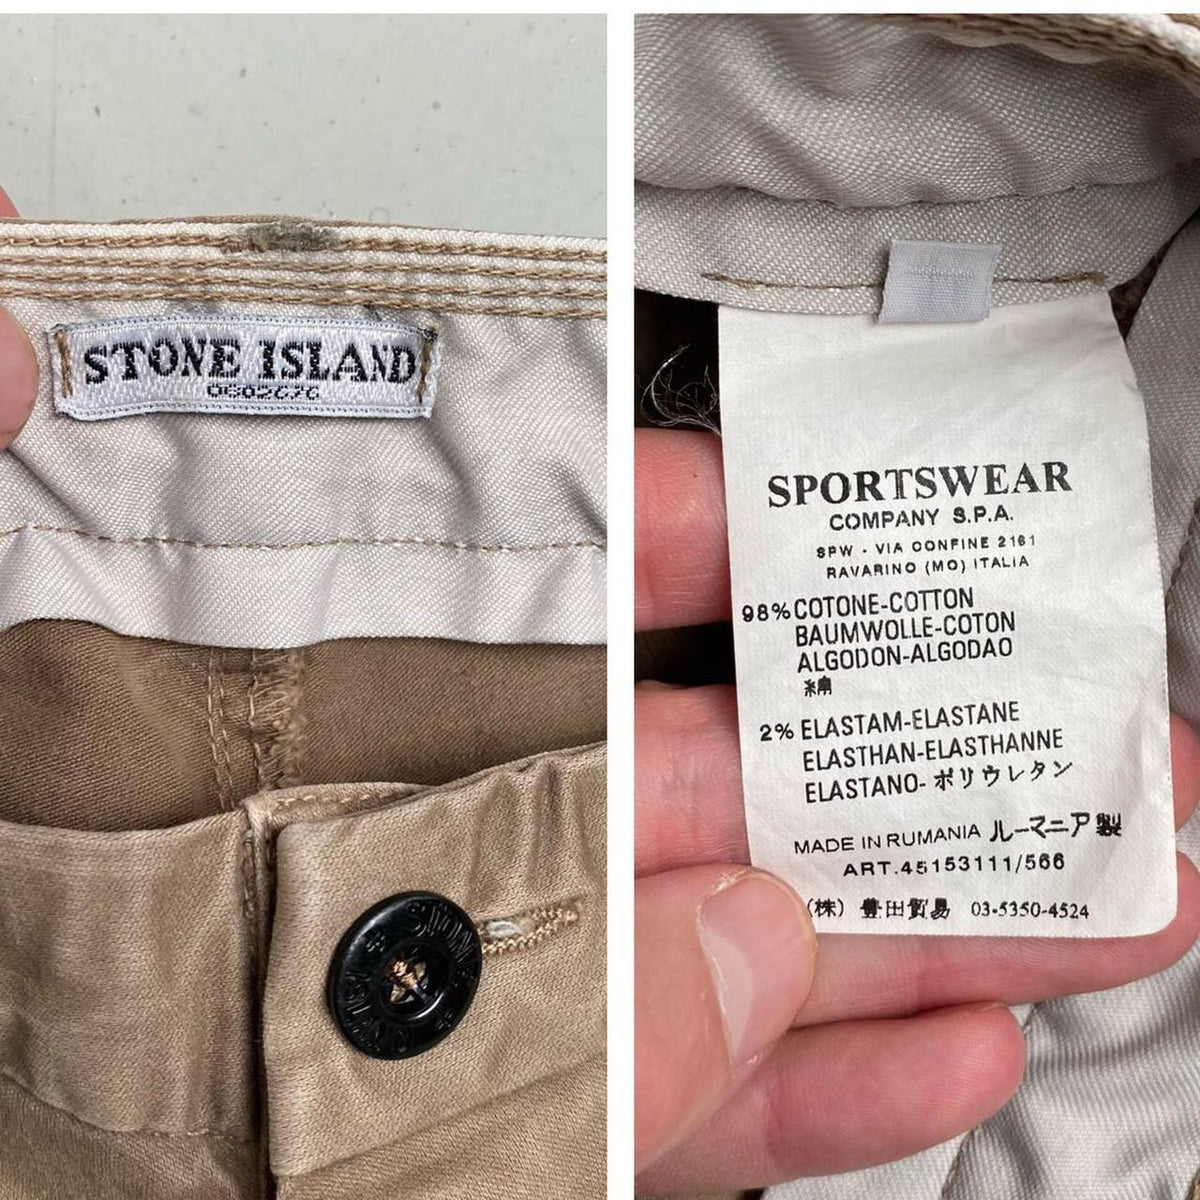 STONE ISLAND
STONE ISLAND
SPORTSWEAR
COMPANY S.P.A.
SPW - VIA CONFINE 2161
RAVARINO (MO) ITALIA
98% COTONE-COTTON
BAUMWOLLE-COTON
ALGODON-ALGODAO
綿
2% ELASTAM-ELASTANE
ELASTHAN-ELASTHANNE
ELASTANO-ポリウレタン
MADE IN RUMANIA ルーマニア製
ART.45153111/566
(株) 豊田貿易 03-5350-4524